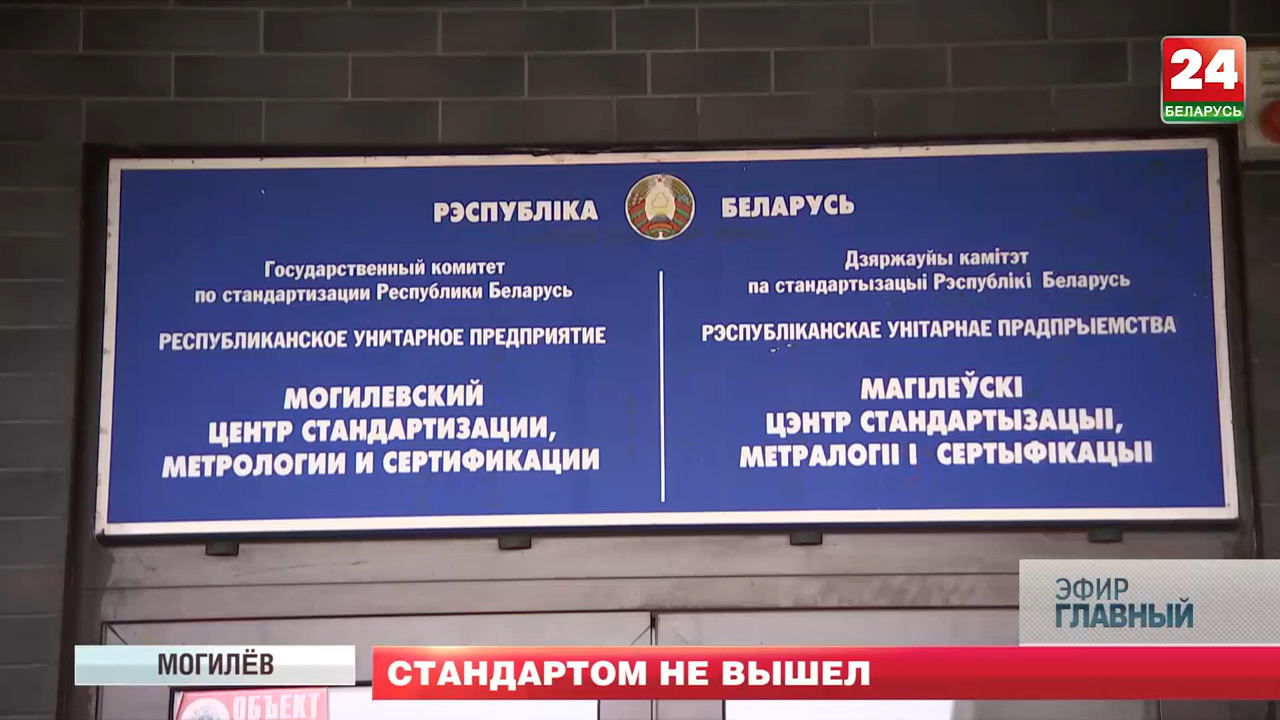 24
БЕЛАРУСЬ
РЭСПУБЛІКА БЕЛАРУСЬ
Государственный комитет
по стандартизации Республики Беларусь
РЕСПУБЛИКАНСКОЕ УНИТАРНОЕ ПРЕДПРИЯТИЕ
МОГИЛЕВСКИЙ
ЦЕНТР СТАНДАРТИЗАЦИИ,
МЕТРОЛОГИИ И СЕРТИФИКАЦИИ
Дзяржауны камітэт
па стандартызацыі Рэспублікі Беларусь
РЭСПУБЛІКАНСКАЕ УНІТАРНАЕ ПРАДПРЫЕМСТВА
МАГІЛЕЎСКІ
ЦЭНТР СТАНДАРТЫЗАЦЫІ,
МЕТРАЛОГІІ І СЕРТЫФІКАЦЫІ
ЭФИР
ГЛАВНЫЙ
МОГИЛЁВ
СТАНДАРТОМ НЕ ВЫШЕЛ
ОБЪЕКТ